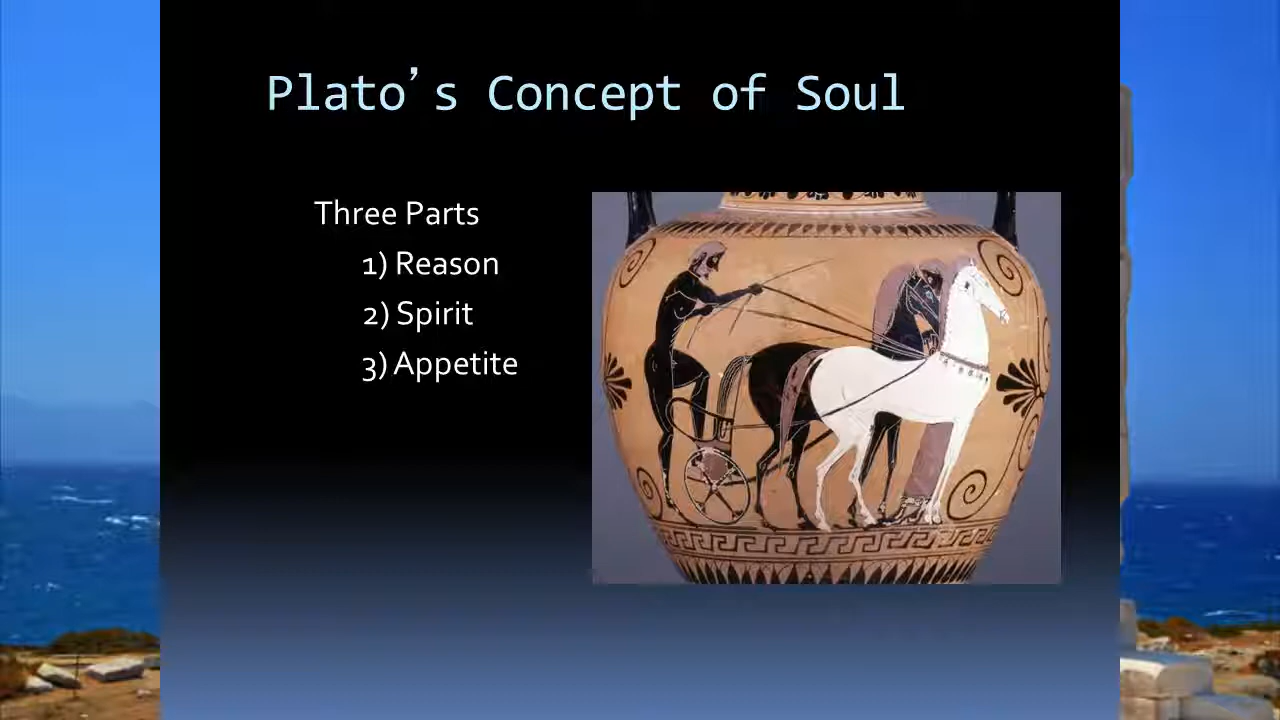 Plato’s Concept of Soul
Three Parts
1) Reason
2) Spirit
3) Appetite